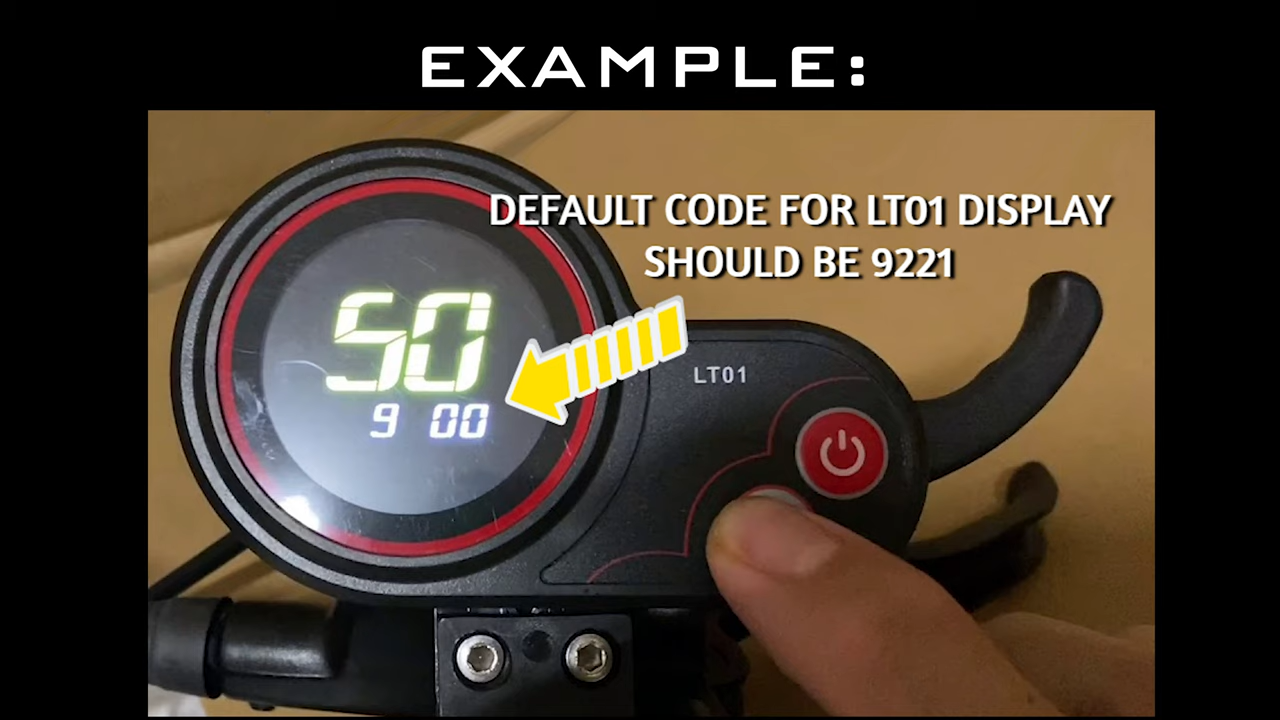 EXAMPLE:
DEFAULT CODE FOR LT01 DISPLAY
SHOULD BE 9221
50
9 00
LT01